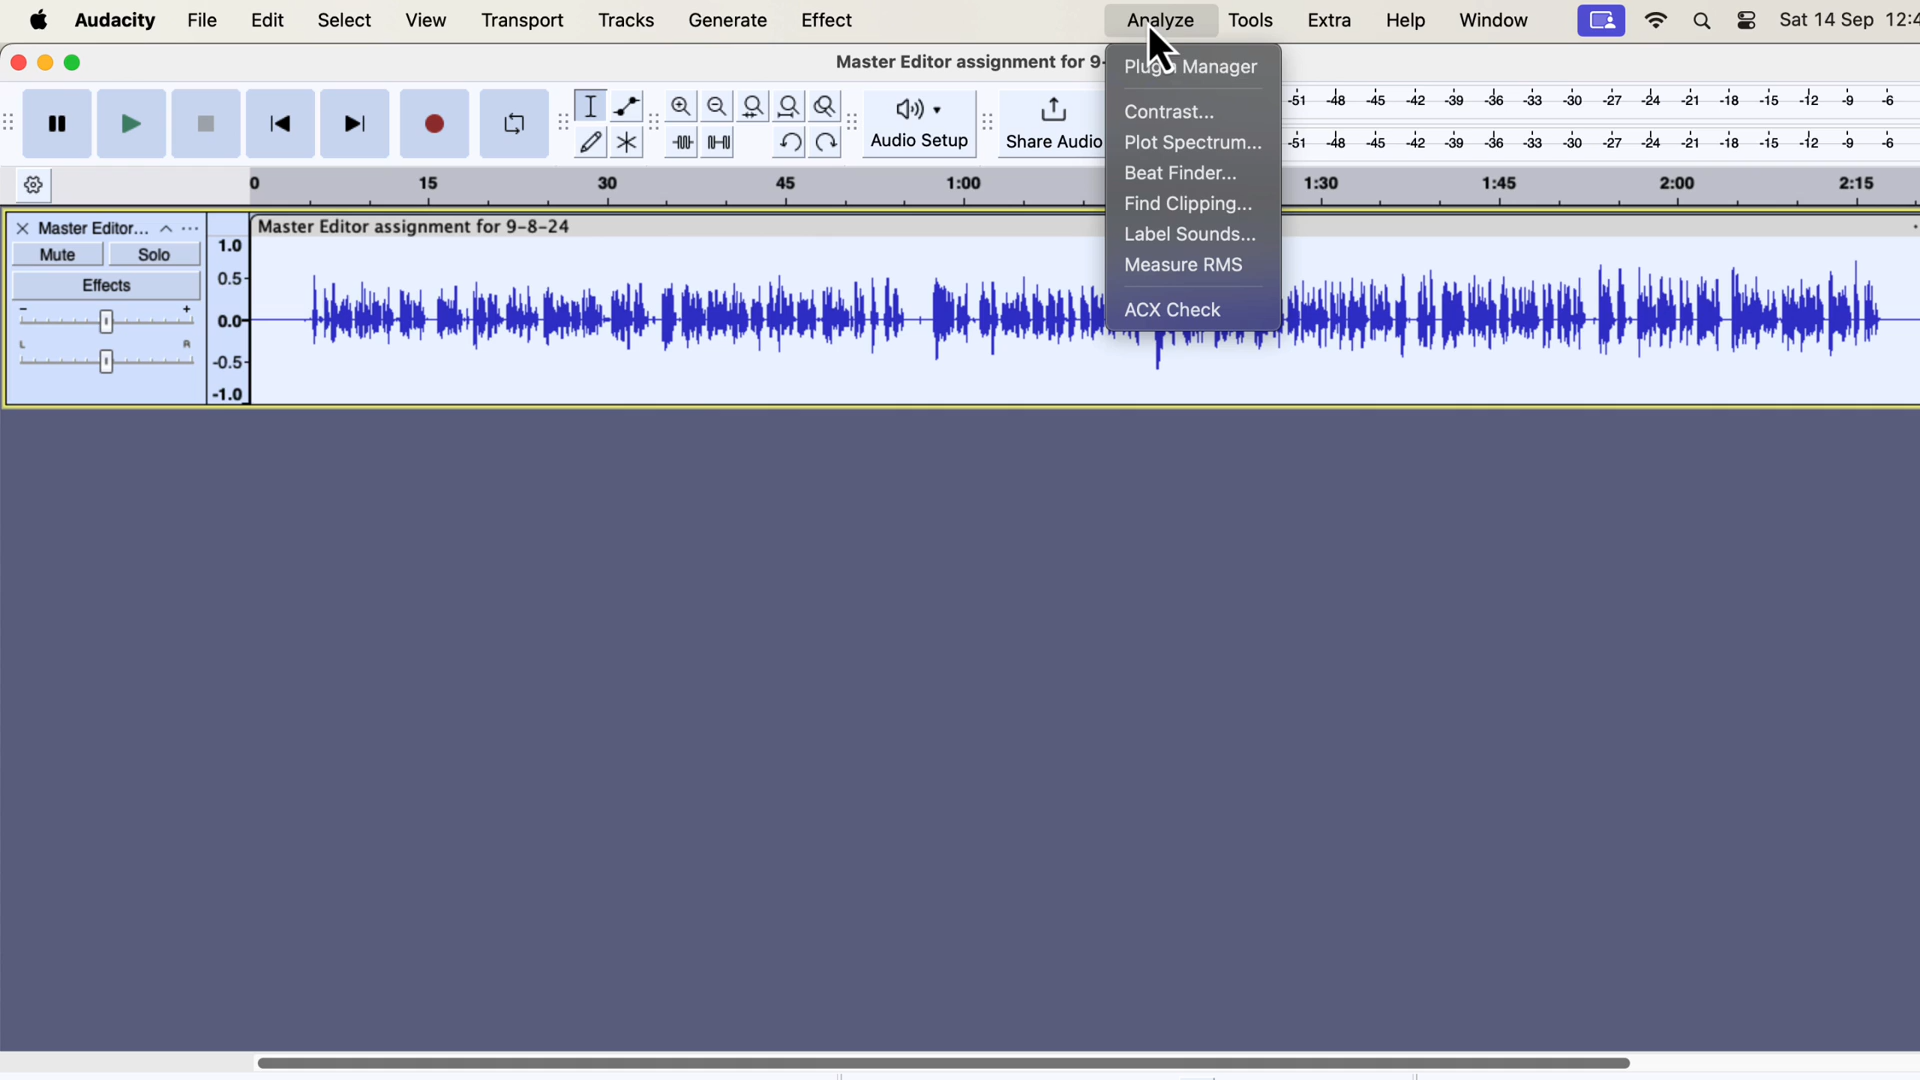 Audacity File Edit Select View Transport Tracks Generate Effect Analyze Tools Extra Help Window Sat 14 Sep 12:4
Master Editor assignment for 9-
Plugin Manager
Contrast...
Plot Spectrum...
Beat Finder...
Find Clipping...
Label Sounds...
Measure RMS
ACX Check
Audio Setup
Share Audio
-51 -48 -45 -42 -39 -36 -33 -30 -27 -24 -21 -18 -15 -12 -9 -6
-51 -48 -45 -42 -39 -36 -33 -30 -27 -24 -21 -18 -15 -12 -9 -6
0 15 30 45 1:00 1:30 1:45 2:00 2:15
Master Editor...
Mute Solo
Effects
- +
L R
1.0
0.5
0.0
-0.5
-1.0
Master Editor assignment for 9-8-24